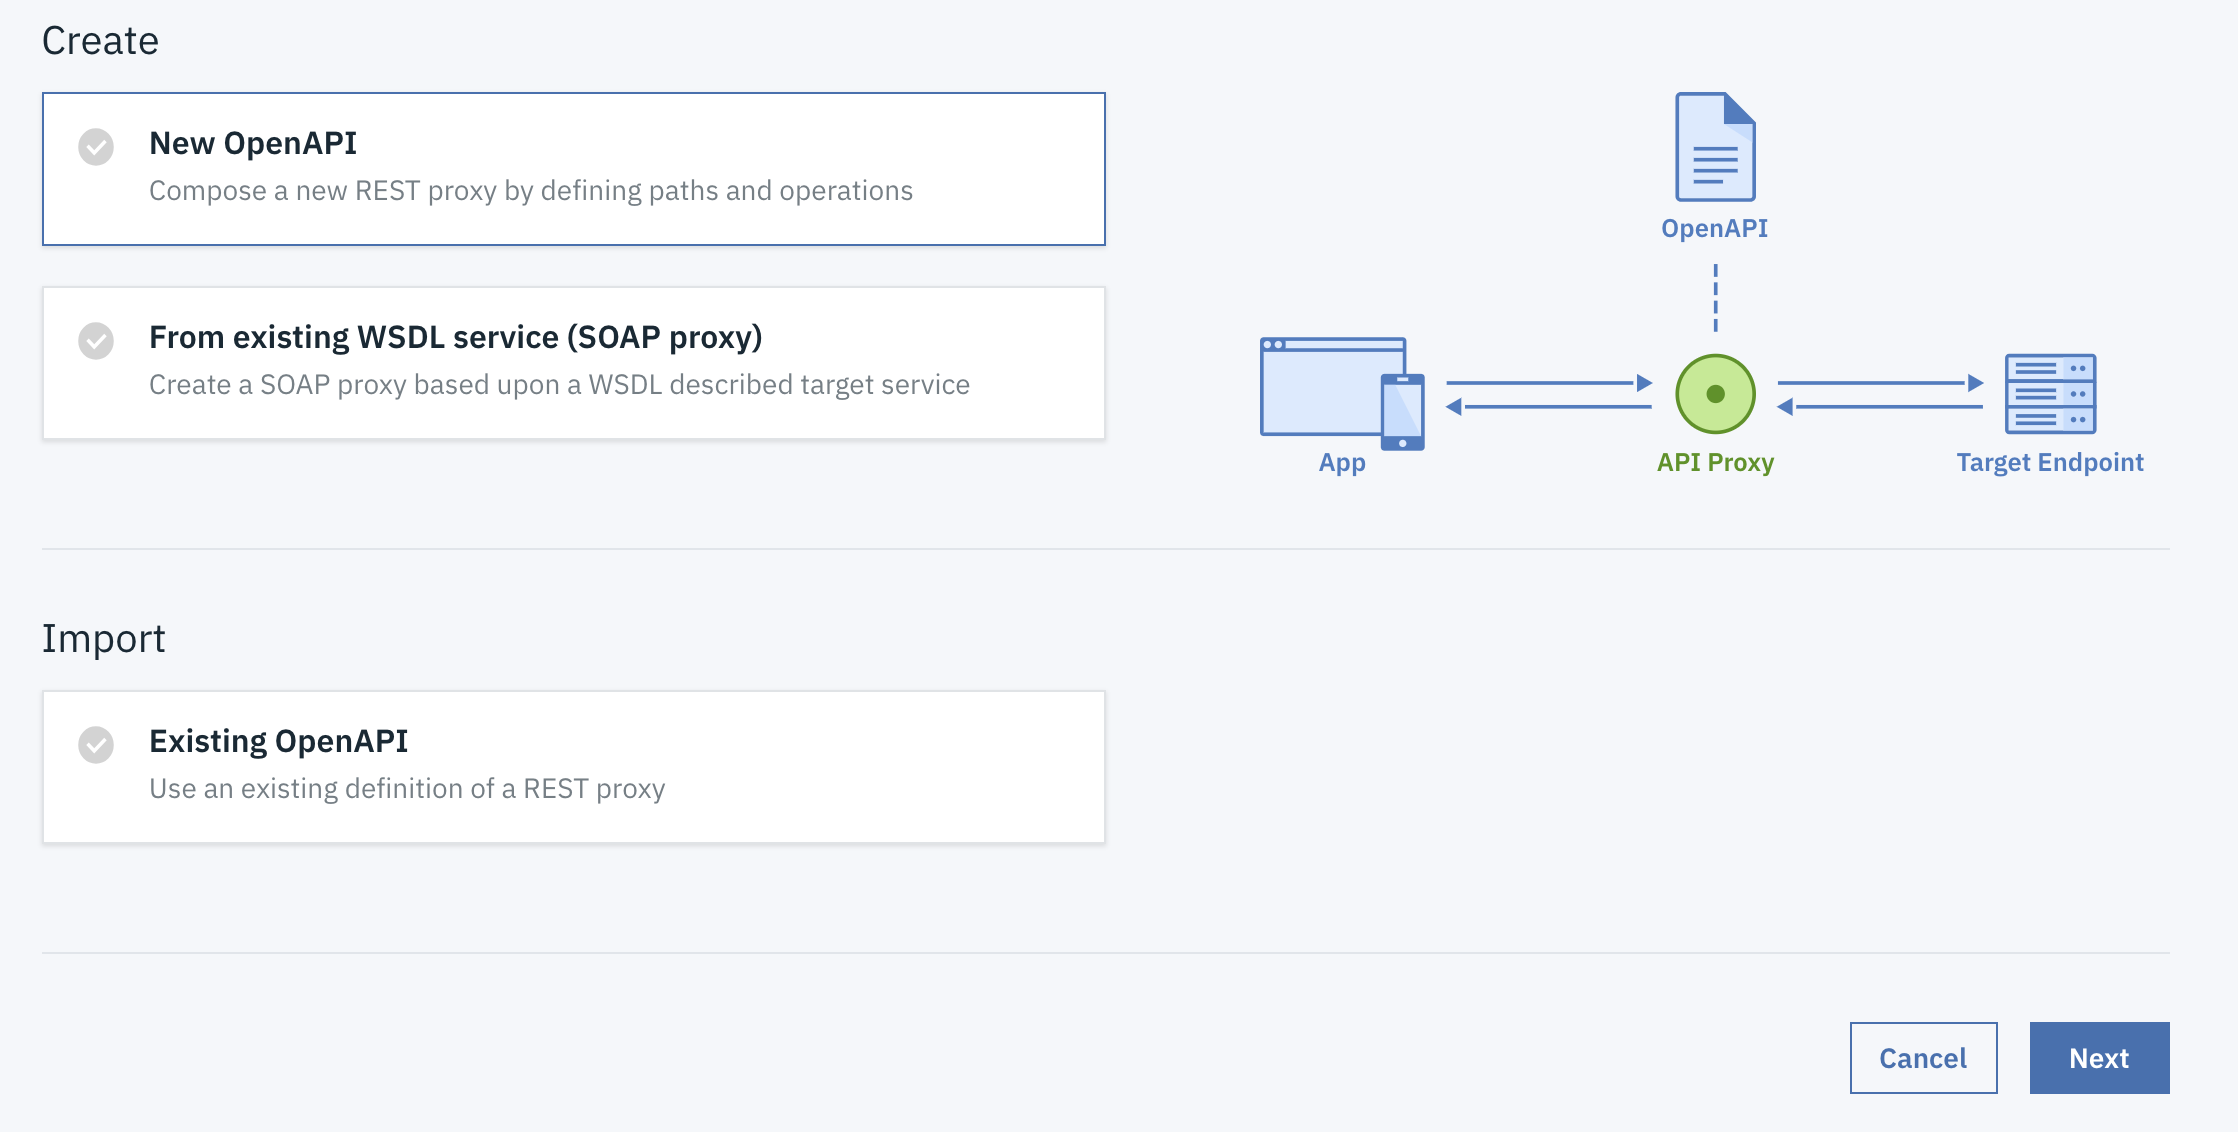 Create
New OpenAPI
Compose a new REST proxy by defining paths and operations
From existing WSDL service (SOAP proxy)
Create a SOAP proxy based upon a WSDL described target service
OpenAPI
App
API Proxy
Target Endpoint
Import
Existing OpenAPI
Use an existing definition of a REST proxy
Cancel
Next